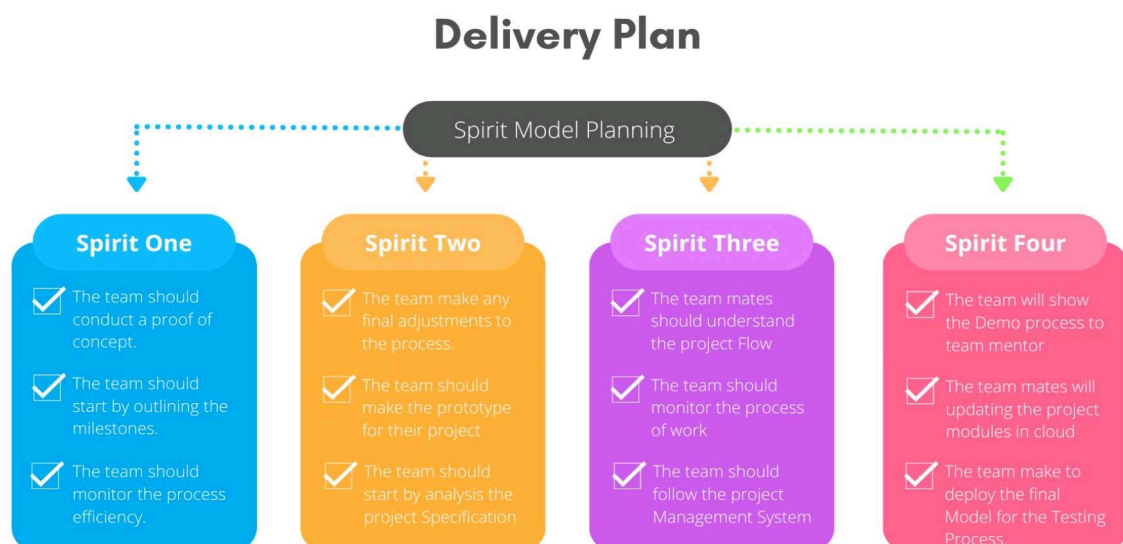 Delivery Plan
Spirit Model Planning
Spirit One
The team should
conduct a proof of
concept.
The team should
start by outlining the
milestones.
The team should
monitor the process
efficiency.
Spirit Two
The team make any
final adjustments to
the process.
The team should
make the prototype
for their project
The team should
start by analysis the
project Specification
Spirit Three
The team mates
should understand
the project Flow
The team should
monitor the process
of work
The team should
follow the project
Management System
Spirit Four
The team will show
the Demo process to
team mentor
The team mates will
updating the project
modules in cloud
The team make to
deploy the final
Model for the Testing
Process.